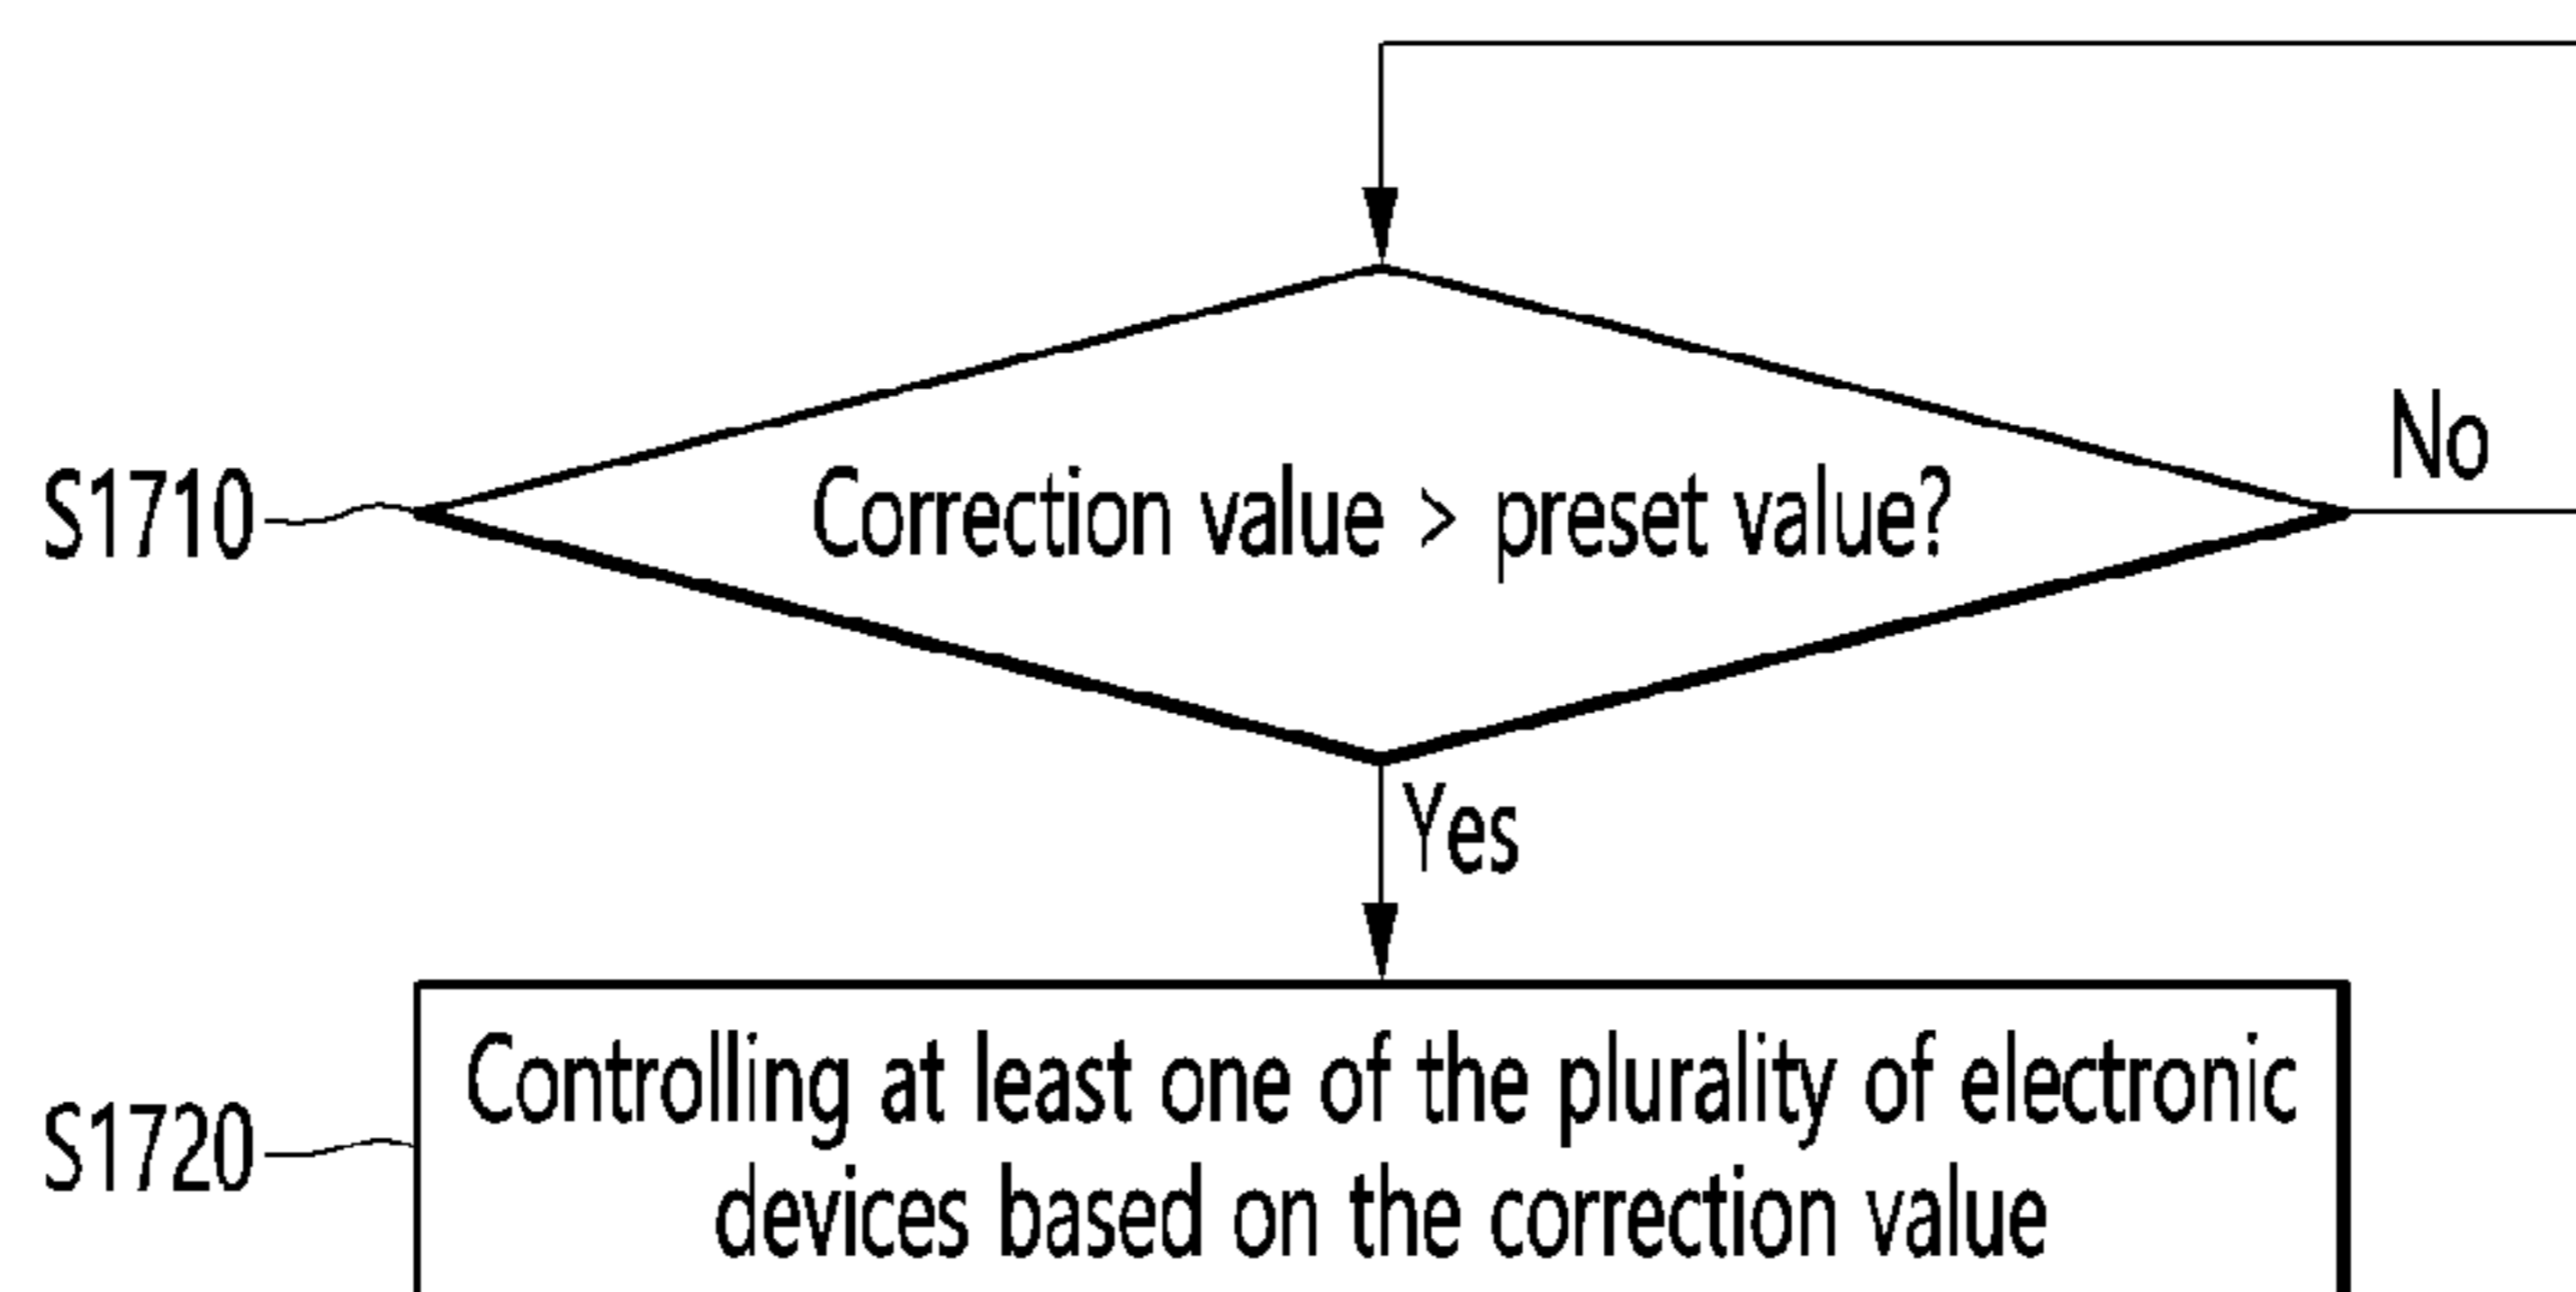 No
S1710
Correction value > preset value?
Yes
Controlling at least one of the plurality of electronic
S1720
devices based on the correction value